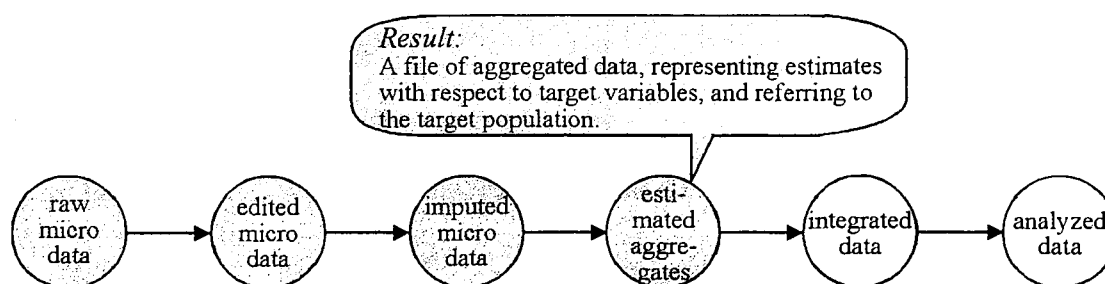 Result:
A file of aggregated data, representing estimates
with respect to target variables, and referring to
the target population.
raw
micro
data
edited
micro
data
imputed
micro
data
esti-
mated
aggre-
gates
integrated
data
analyzed
data